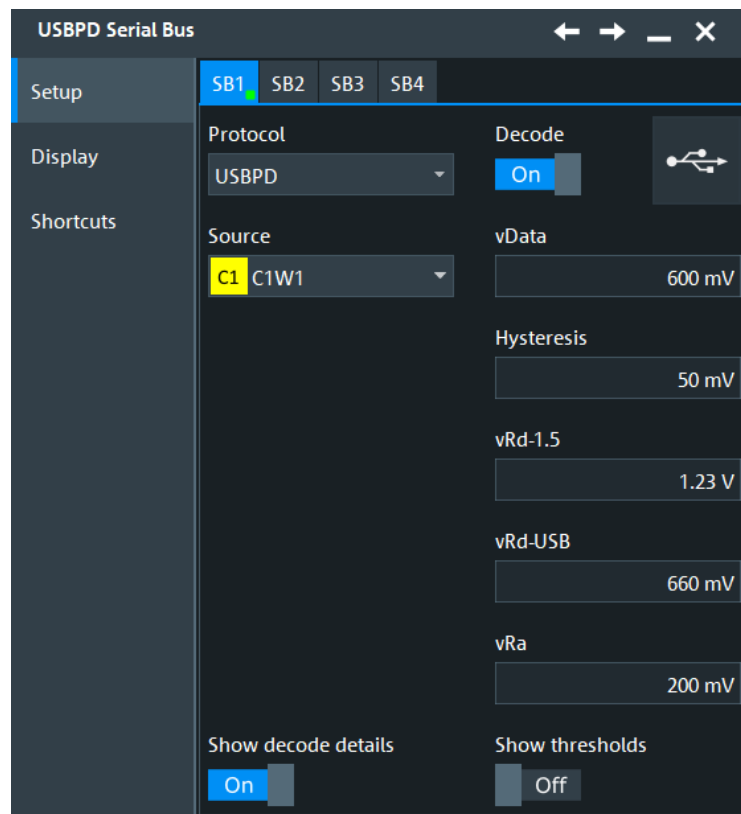 USBPD Serial Bus
Setup
Display
Shortcuts
SB1 SB2 SB3 SB4
Protocol
USBPD
Source
C1 C1W1
Decode
On
vData
600 mV
Hysteresis
50 mV
vRd-1.5
1.23 V
vRd-USB
660 mV
vRa
200 mV
Show decode details
On
Show thresholds
Off